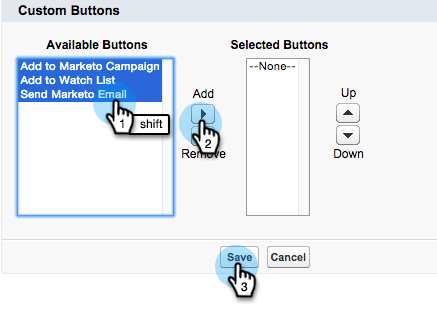 Custom Buttons
Available Buttons
Selected Buttons
Add to Marketo Campaign
Add to Watch List
Send Marketo Email
--None--
Add
Remove
Up
Down
1
shift
2
Save
Cancel
3